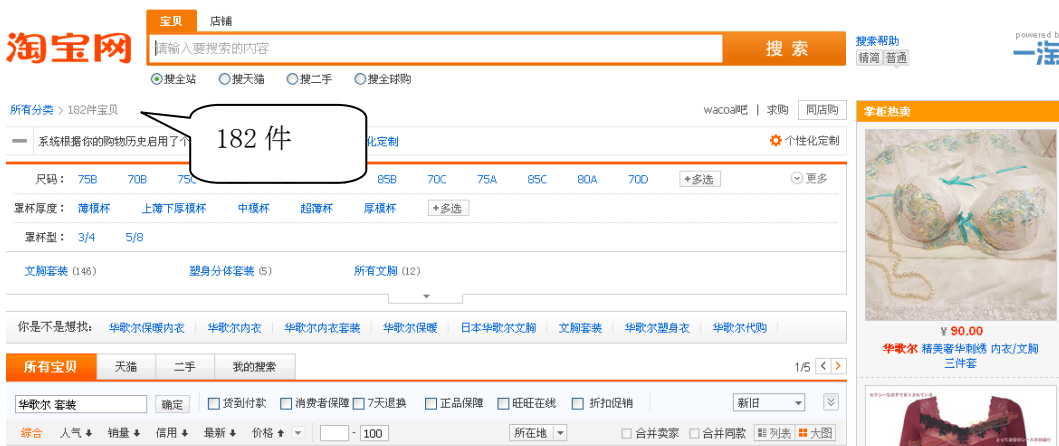 宝贝 店铺
淘宝网 请输入要搜索的内容 搜 索 搜索帮助 powered b
精简 普通 一淘
搜全站 搜天猫 搜二手 搜全球购
所有分类 > 182件宝贝 wacoal吧 | 求购 同店购 掌柜热卖
182 件
系统根据你的购物历史启用了个 化定制 个性化定制
尺码： 75B 70B 75C 85B 70C 75A 85C 80A 70D +多选 更多
罩杯厚度： 薄模杯 上薄下厚模杯 中模杯 超薄杯 厚模杯 +多选
罩杯型： 3/4 5/8
文胸套装 (146) 塑身分体套装 (5) 所有文胸 (12)
你是不是想找: 华歌尔保暖内衣 华歌尔内衣 华歌尔内衣套装 华歌尔保暖 日本华歌尔文胸 文胸套装 华歌尔塑身衣 华歌尔代购
¥ 90.00
华歌尔 精美奢华刺绣 内衣/文胸
三件套
所有宝贝 天猫 二手 我的搜索 1/5 < >
华歌尔 套装 确定 货到付款 消费者保障 7天退换 正品保障 旺旺在线 折扣促销 新旧
综合 人气 销量 信用 最新 价格 - 100 所在地 合并卖家 合并同款 列表 大图